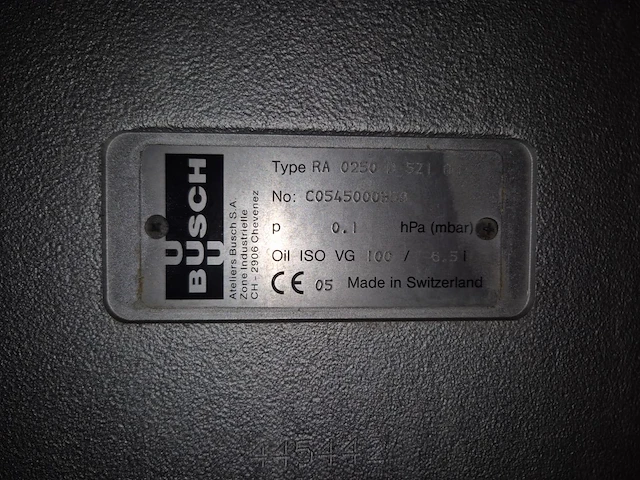 BUSCH
Ateliers Busch S.A.
Zone Industrielle
CH - 2906 Chevenez
Type RA 0250
No:
p 0.1 hPa (mbar)
Oil ISO VG 100 / 6.5 l
CE 05 Made in Switzerland